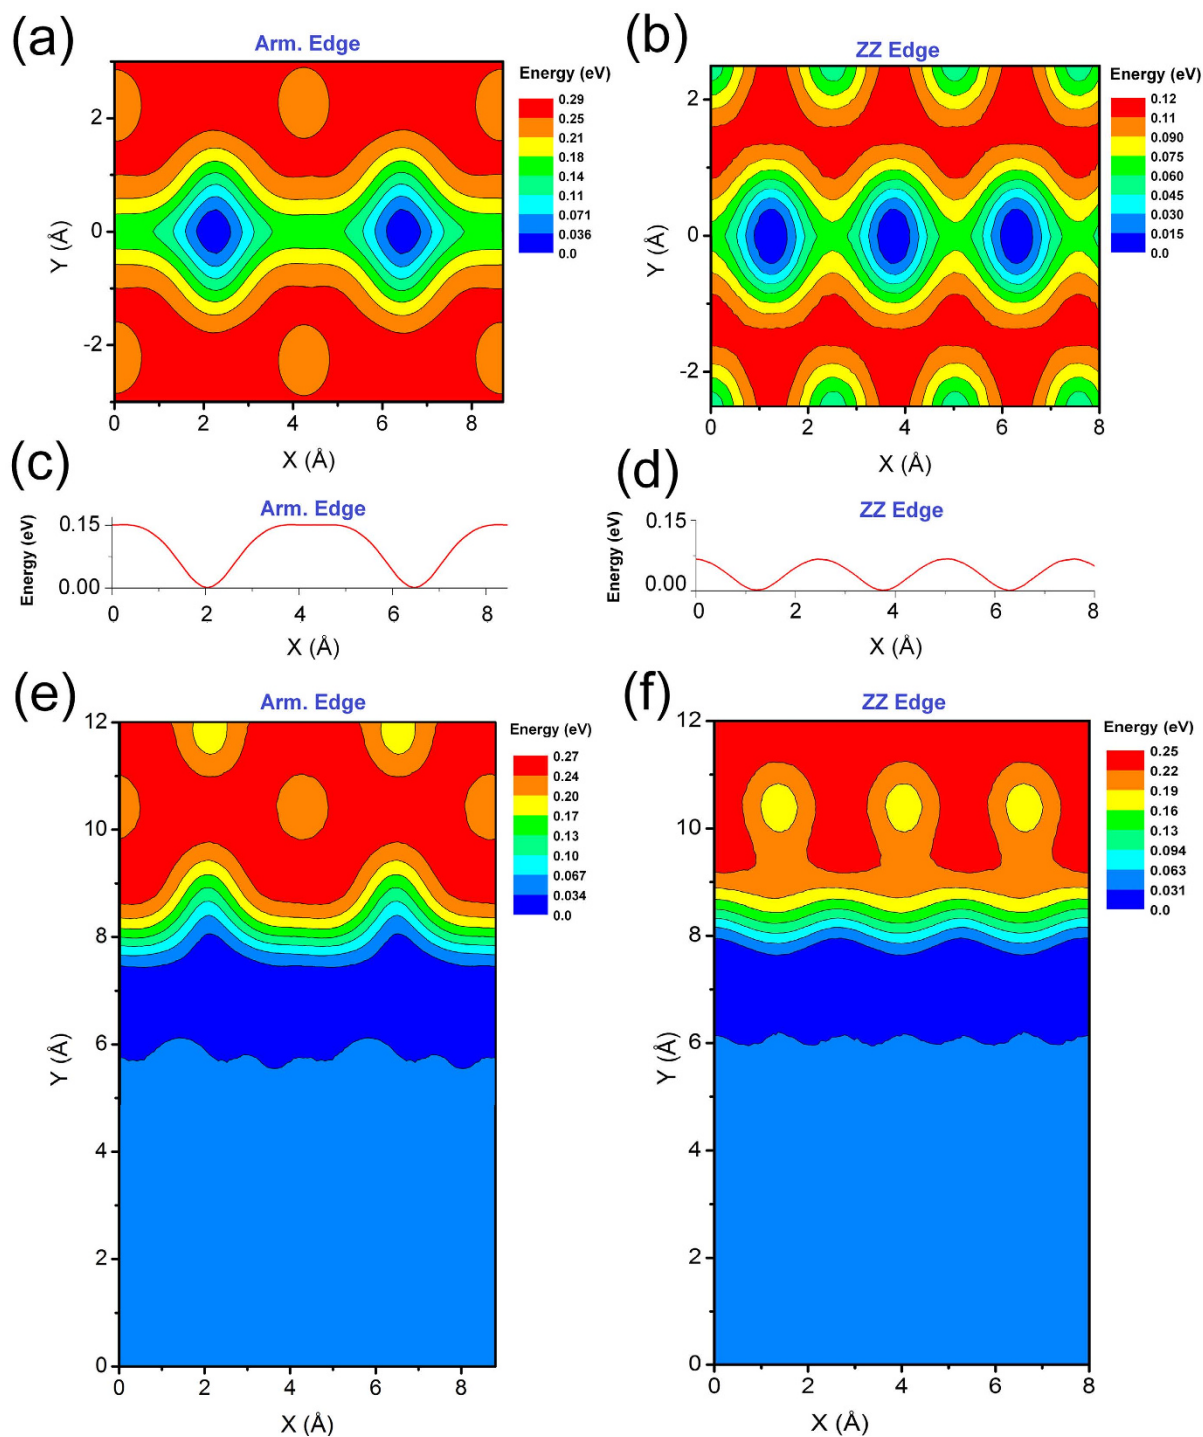 (a)
Arm. Edge
Energy (eV)
0.29
0.25
0.21
0.18
0.14
0.11
0.071
0.036
0.0
2
0
-2
Y (Å)
0 2 4 6 8
X (Å)
(b)
ZZ Edge
Energy (eV)
0.12
0.11
0.090
0.075
0.060
0.045
0.030
0.015
0.0
2
0
-2
Y (Å)
0 2 4 6 8
X (Å)
(c)
Arm. Edge
Energy (eV)
0.15
0.00
0 2 4 6 8
X (Å)
(d)
ZZ Edge
Energy (eV)
0.15
0.00
0 2 4 6 8
X (Å)
(e)
Arm. Edge
Energy (eV)
0.27
0.24
0.20
0.17
0.13
0.10
0.067
0.034
0.0
12
10
8
6
4
2
0
Y (Å)
0 2 4 6 8
X (Å)
(f)
ZZ Edge
Energy (eV)
0.25
0.22
0.19
0.16
0.13
0.094
0.063
0.031
0.0
12
10
8
6
4
2
0
Y (Å)
0 2 4 6 8
X (Å)